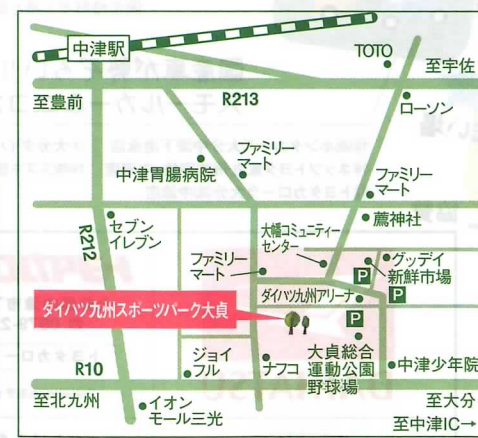 中津駅
TOTO
至宇佐
至豊前
R213
ローソン
中津胃腸病院
ファミリー
マート
ファミリー
マート
セブン
イレブン
R212
大幡コミュニティー
センター
薦神社
ファミリー
マート
グッデイ
新鮮市場
P
P
ダイハツ九州アリーナ
P
ダイハツ九州スポーツパーク大貞
R10
ジョイ
フル
ナフコ
大貞総合
運動公園
野球場
中津少年院
至北九州
イオン
モール三光
至大分
至中津IC→